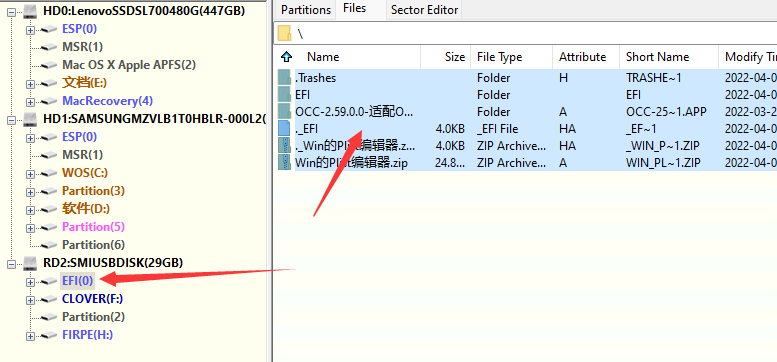 HD0:LenovoSSDSL700480G(447GB)
ESP(0)
MSR(1)
Mac OS X Apple APFS(2)
文档(E:)
MacRecovery(4)
HD1:SAMSUNGMZVLB1T0HBLR-000L2(
ESP(0)
MSR(1)
WOS(C:)
Partition(3)
软件(D:)
Partition(5)
Partition(6)
RD2:SMIUSBDISK(29GB)
EFI(0)
CLOVER(F:)
Partition(2)
FIRPE(H:)
Partitions Files Sector Editor
\
Name Size File Type Attribute Short Name Modify Tir
.Trashes Folder H TRASHE~1 2022-04-0
EFI Folder EFI 2022-04-0
OCC-2.59.0.0-适配O... Folder A OCC-25~1.APP 2022-03-2
._EFI 4.0KB _EFI File HA _EF~1 2022-04-0
._Win的Plist编辑器.z... 4.0KB ZIP Archive... HA _WIN_P~1.ZIP 2022-04-0
Win的Plist编辑器.zip 24.8... ZIP Archive... A WIN_PL~1.ZIP 2022-04-0